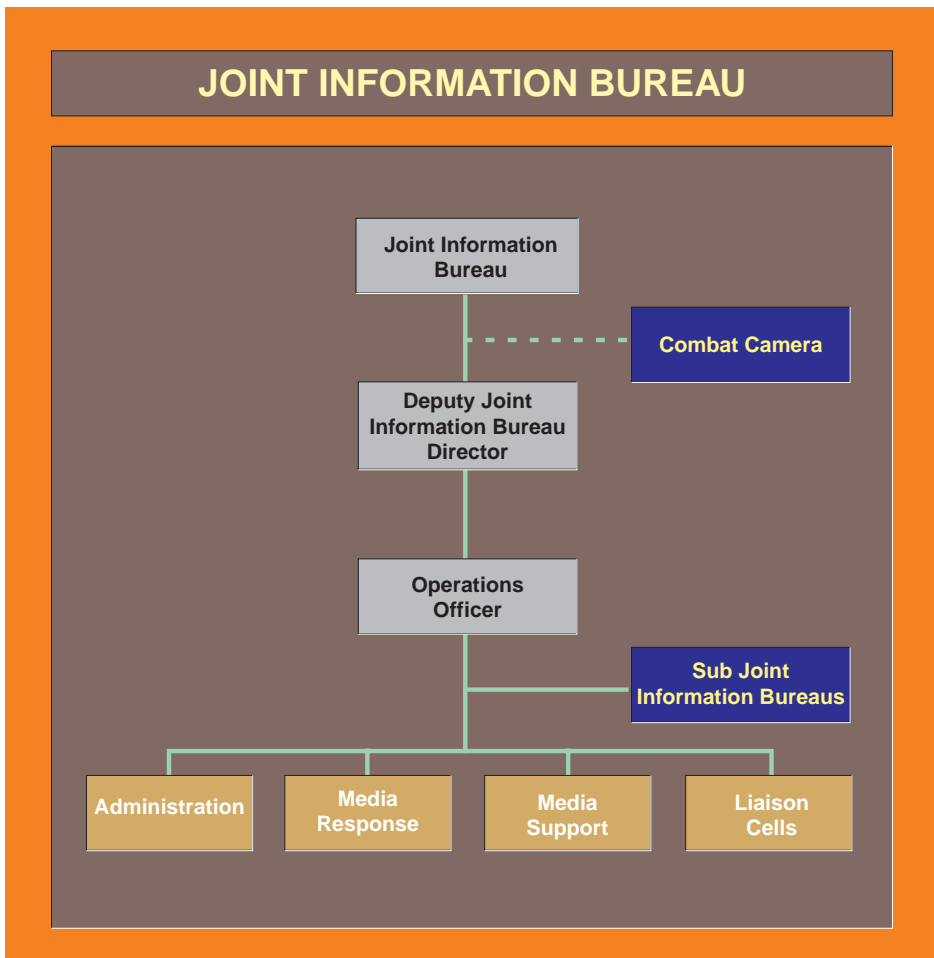 JOINT INFORMATION BUREAU
Joint Information
Bureau
Combat Camera
Deputy Joint
Information Bureau
Director
Operations
Officer
Sub Joint
Information Bureaus
Administration
Media
Response
Media
Support
Liaison
Cells